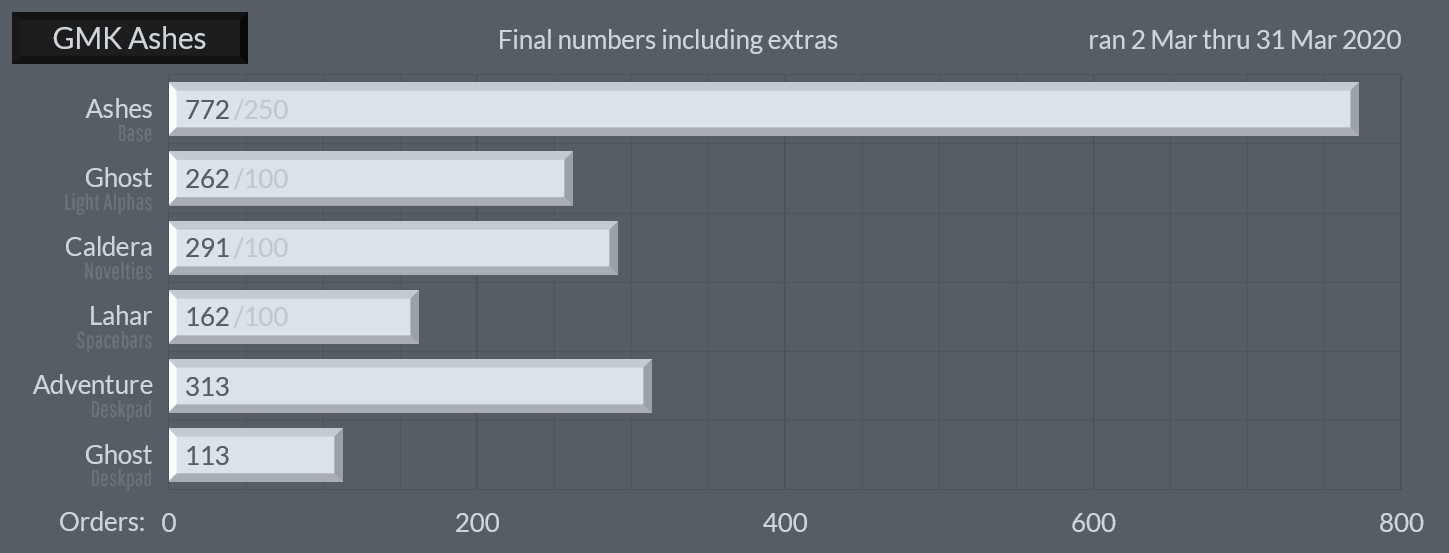 GMK Ashes
Final numbers including extras
ran 2 Mar thru 31 Mar 2020
Ashes
Base
772 /250
Ghost
Light Alphas
262 /100
Caldera
Novelties
291 /100
Lahar
Spacebars
162 /100
Adventure
Deskpad
313
Ghost
Deskpad
113
Orders: 0 200 400 600 800